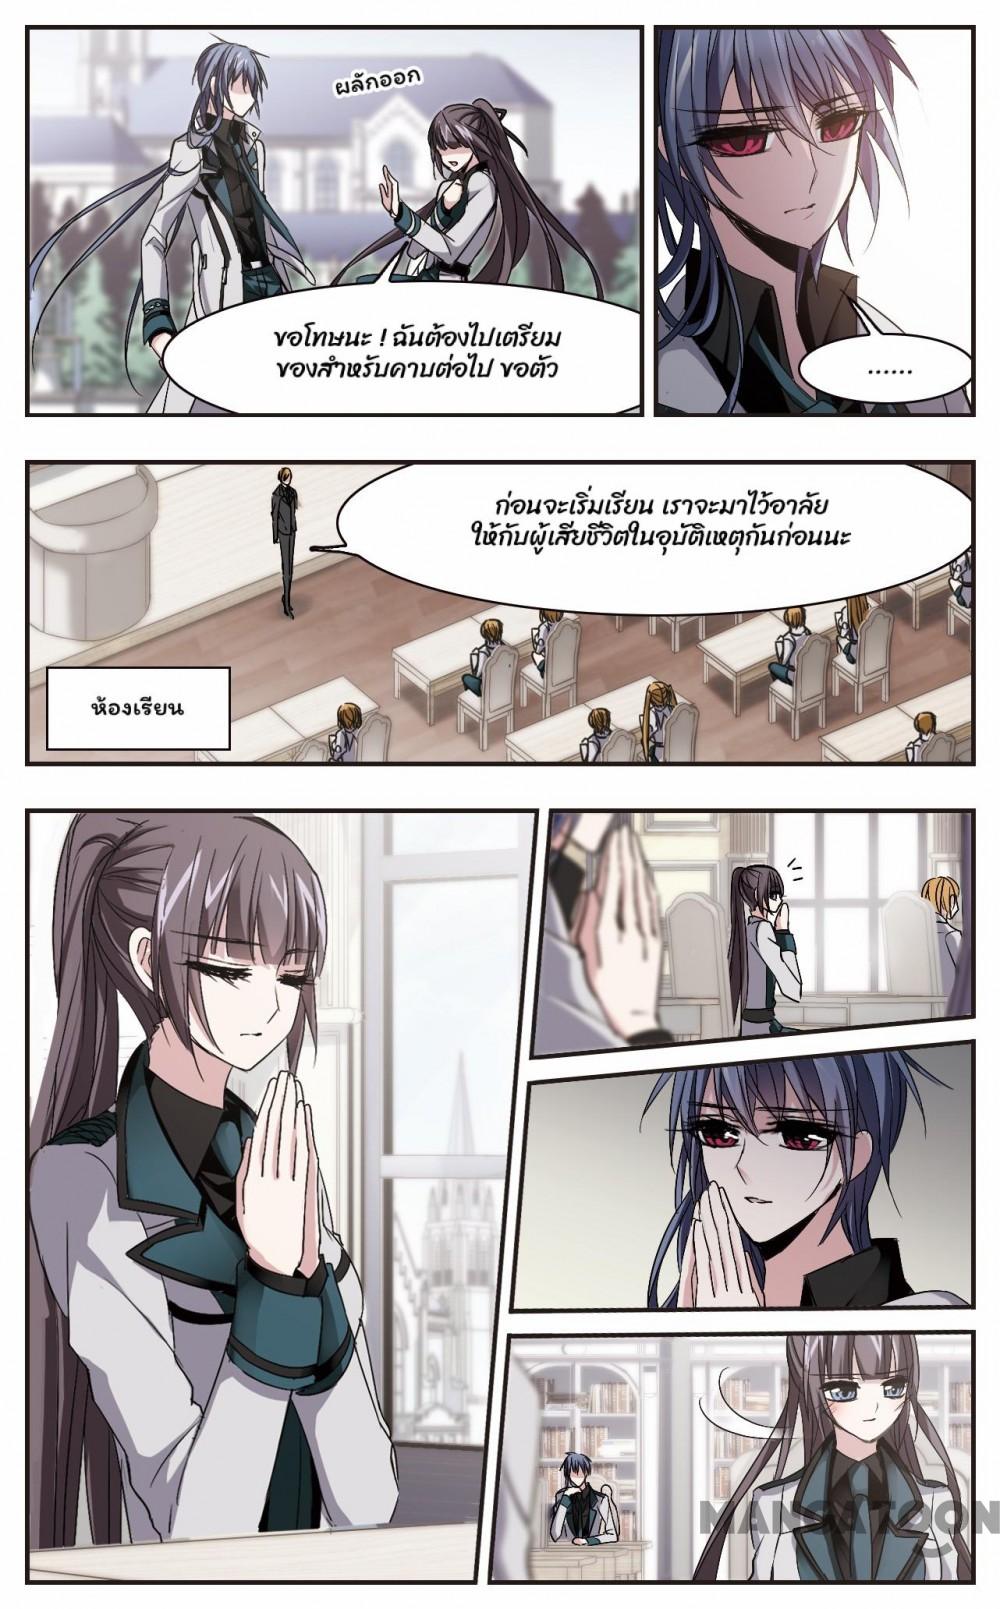 ผลักออก
ขอโทษนะ ! ฉันต้องไปเตรียม
ของสำหรับคาบต่อไป ขอตัว
......
ก่อนจะเริ่มเรียน เราจะมาไว้อาลัย
ให้กับผู้เสียชีวิตในอุบัติเหตุกันก่อนนะ
ห้องเรียน
MANGATOON